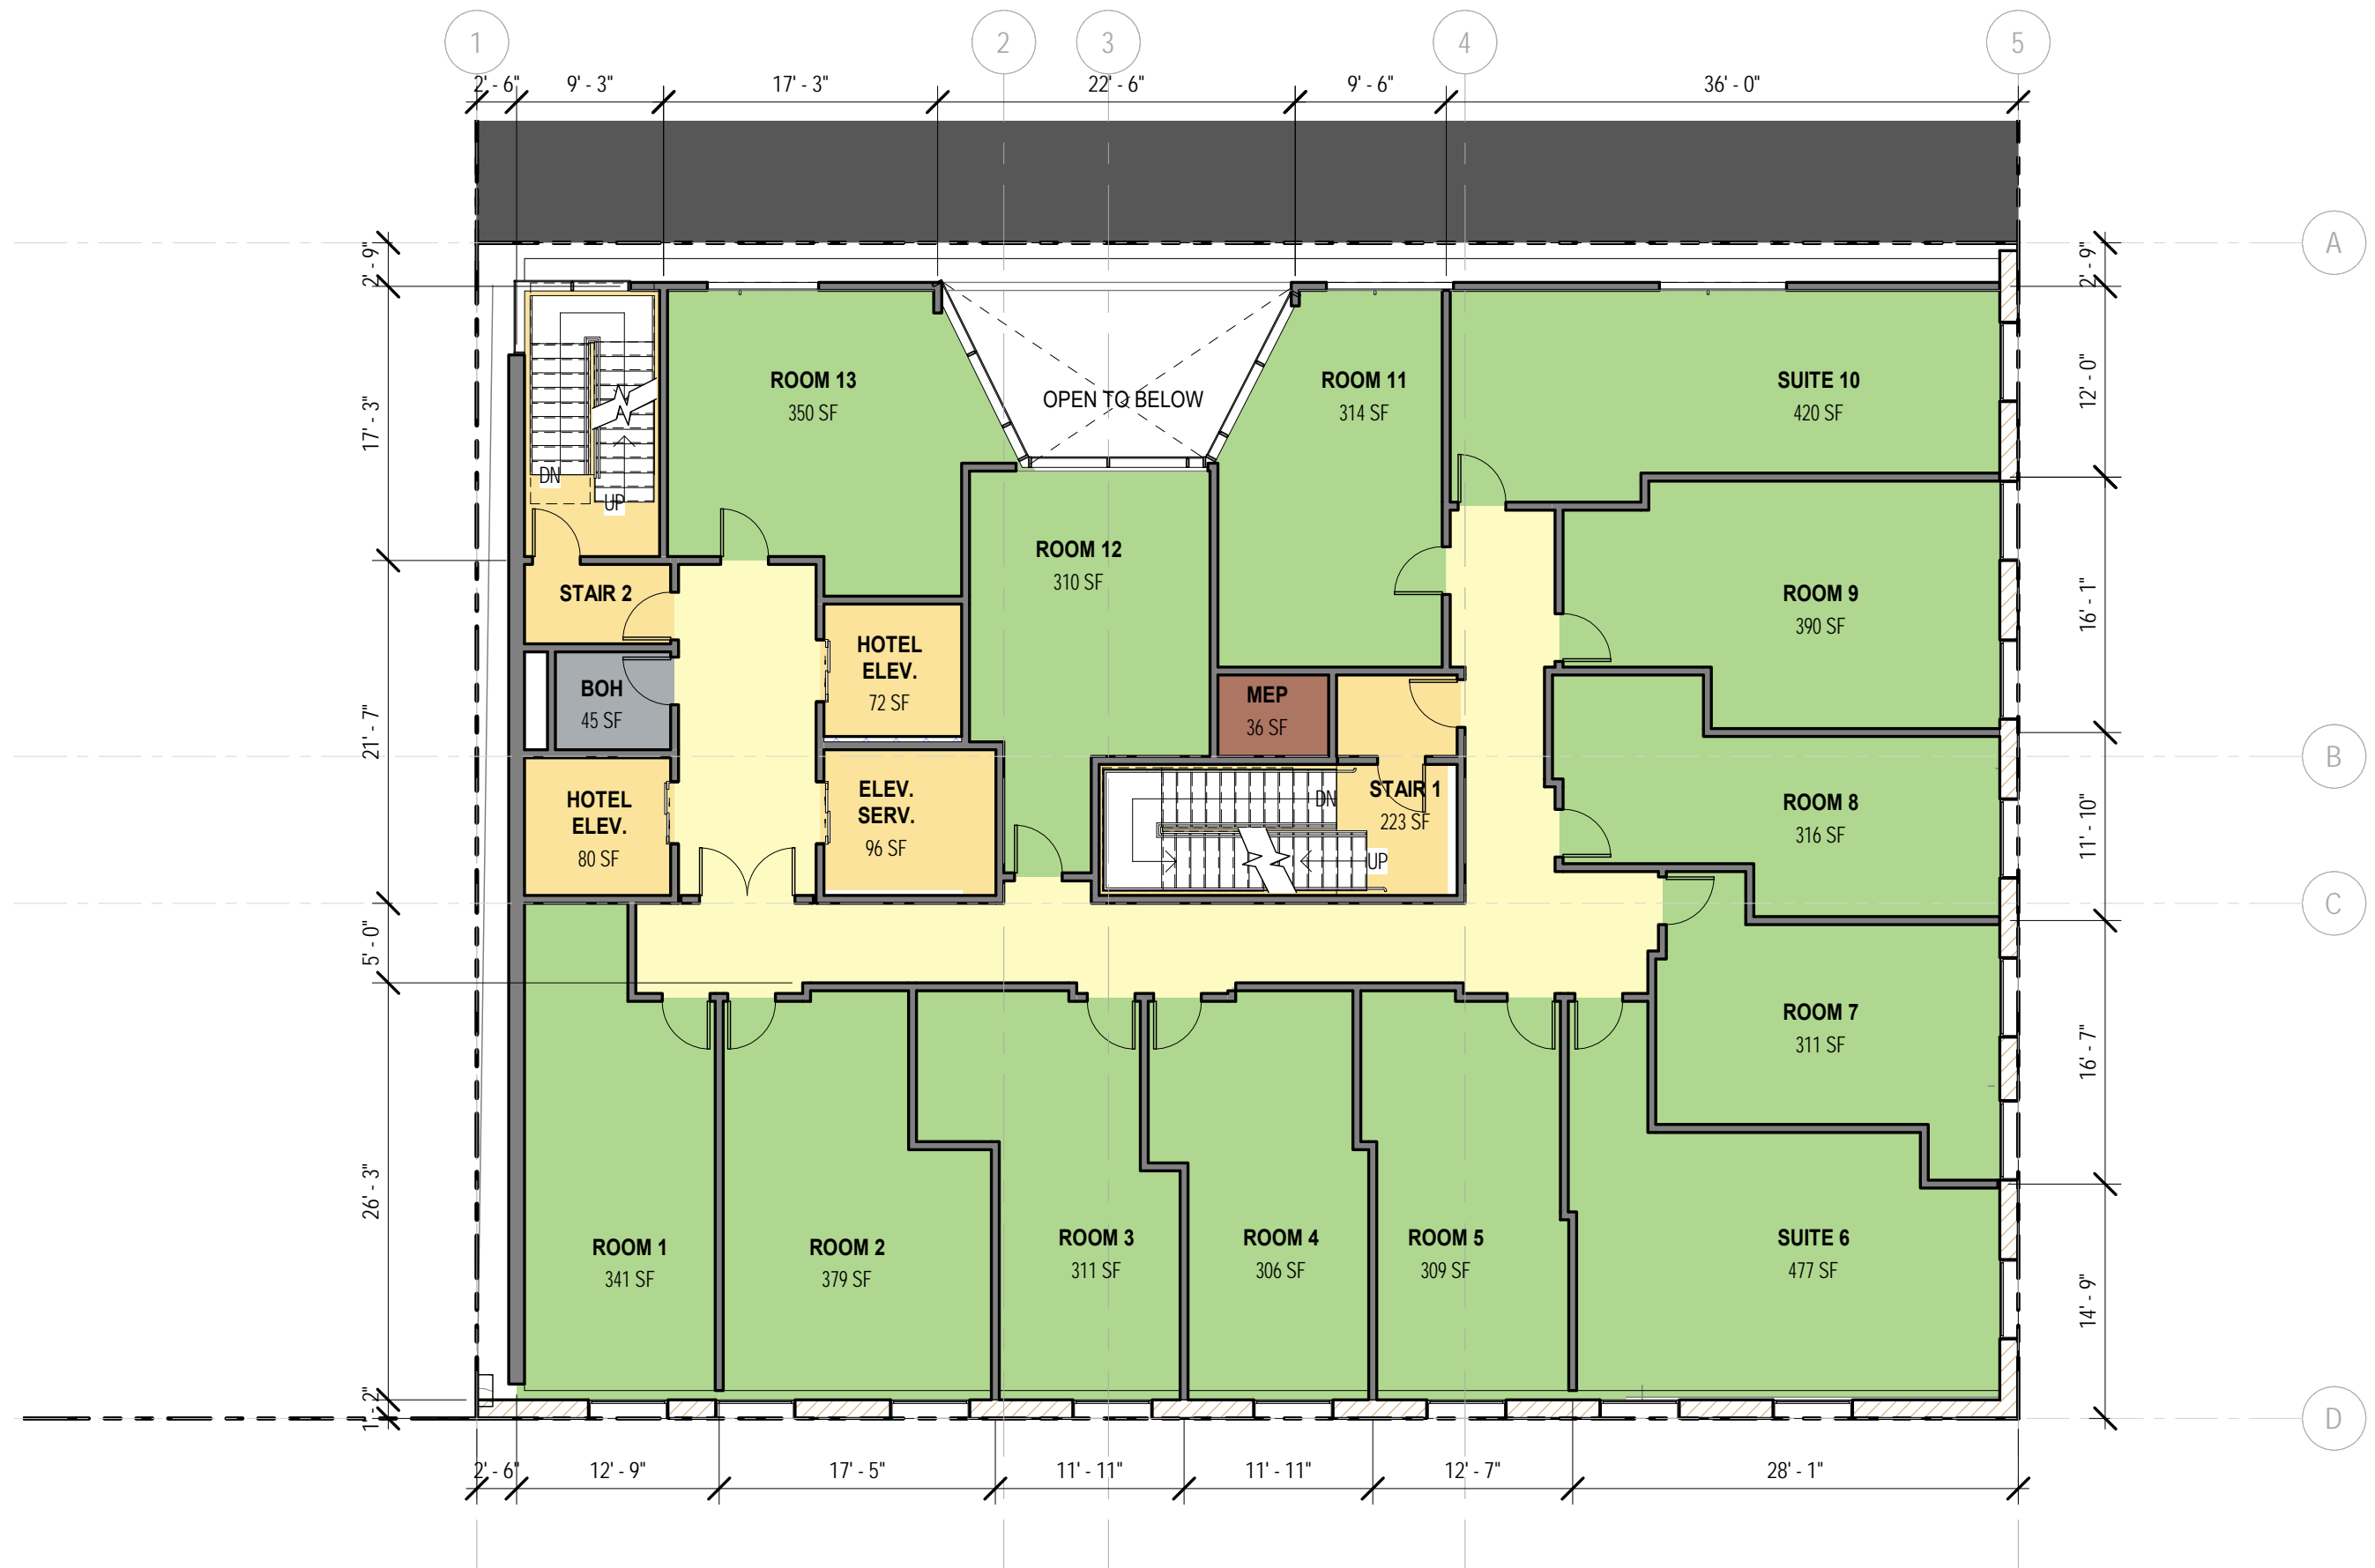 1 2 3 4 5
2' - 6" 9' - 3" 17' - 3" 22' - 6" 9' - 6" 36' - 0"
A
2' - 9" 2' - 9"
ROOM 13
350 SF
OPEN TO BELOW
ROOM 11
314 SF
SUITE 10
420 SF
12' - 0"
17' - 3"
DN
UP
STAIR 2
ROOM 12
310 SF
ROOM 9
390 SF
16' - 1"
HOTEL
ELEV.
72 SF
BOH
45 SF
MEP
36 SF
21' - 7"
B
HOTEL
ELEV.
80 SF
ELEV.
SERV.
96 SF
DN
STAIR 1
223 SF
UP
ROOM 8
316 SF
11' - 10"
C
5' - 0"
ROOM 7
311 SF
16' - 7"
26' - 3"
ROOM 1
341 SF
ROOM 2
379 SF
ROOM 3
311 SF
ROOM 4
306 SF
ROOM 5
309 SF
SUITE 6
477 SF
14' - 9"
1' - 2"
D
2' - 6" 12' - 9" 17' - 5" 11' - 11" 11' - 11" 12' - 7" 28' - 1"